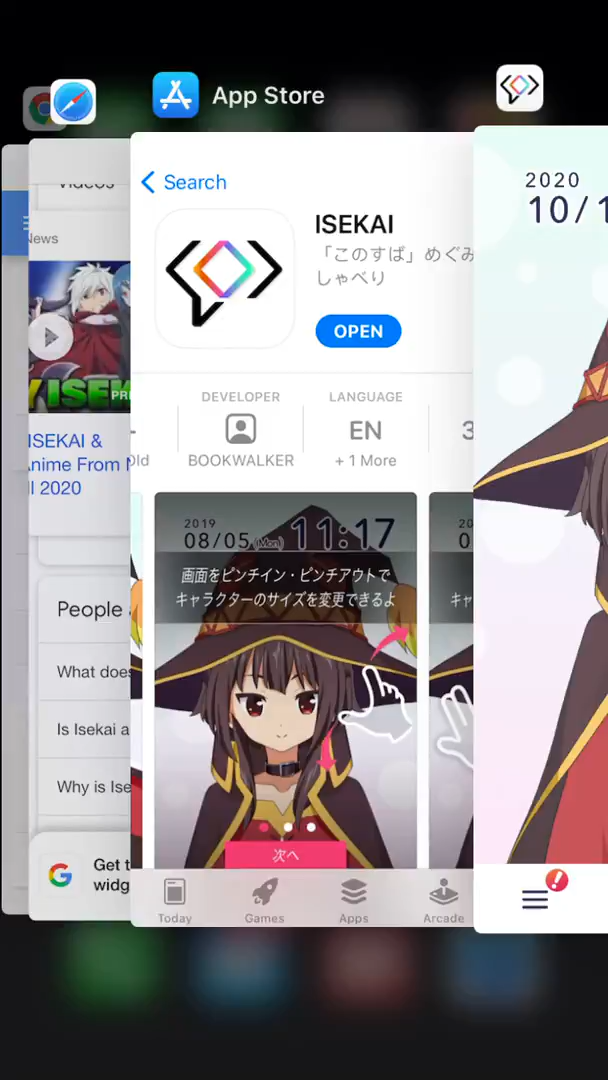 App Store
Videos
News
ISEKAI &
Anime From
2020
People
What does
Is Isekai a
Why is Ise
Get t
widg
Search
ISEKAI
「このすば」めぐみ
しゃべり
OPEN
DEVELOPER
BOOKWALKER
LANGUAGE
EN
+ 1 More
2019
08/05(Mon) 11:17
画面をピンチイン・ピンチアウトで
キャラクターのサイズを変更できるよ
次へ
Today
Games
Apps
Arcade
2020
10/1